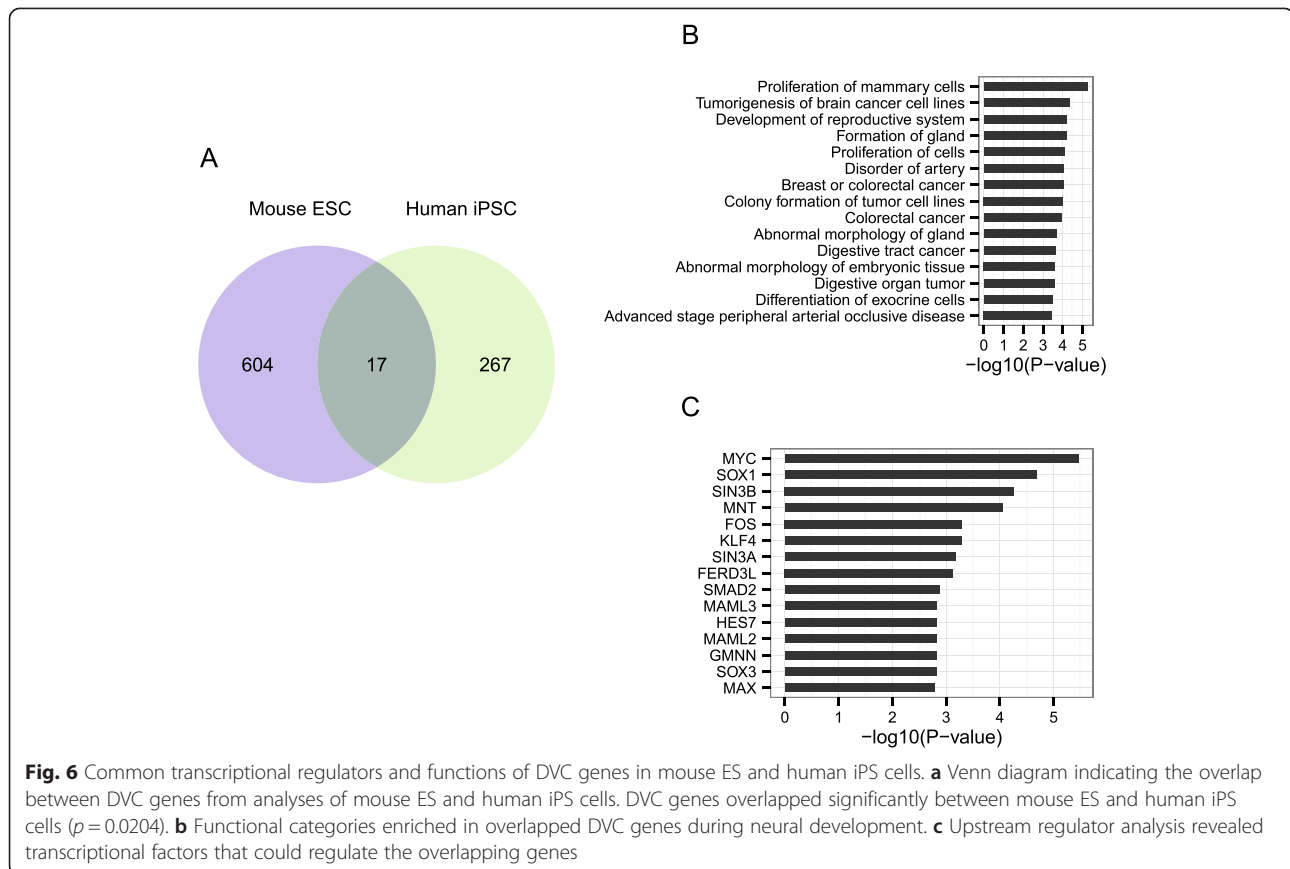 A
Mouse ESC
Human iPSC
604
17
267
B
Proliferation of mammary cells
Tumorigenesis of brain cancer cell lines
Development of reproductive system
Formation of gland
Proliferation of cells
Disorder of artery
Breast or colorectal cancer
Colony formation of tumor cell lines
Colorectal cancer
Abnormal morphology of gland
Digestive tract cancer
Abnormal morphology of embryonic tissue
Digestive organ tumor
Differentiation of exocrine cells
Advanced stage peripheral arterial occlusive disease
0 1 2 3 4 5
−log10(P−value)
C
MYC
SOX1
SIN3B
MNT
FOS
KLF4
SIN3A
FERD3L
SMAD2
MAML3
HES7
MAML2
GMNN
SOX3
MAX
0 1 2 3 4 5
−log10(P−value)
Fig. 6 Common transcriptional regulators and functions of DVC genes in mouse ES and human iPS cells. a Venn diagram indicating the overlap
between DVC genes from analyses of mouse ES and human iPS cells. DVC genes overlapped significantly between mouse ES and human iPS
cells (p = 0.0204). b Functional categories enriched in overlapped DVC genes during neural development. c Upstream regulator analysis revealed
transcriptional factors that could regulate the overlapping genes